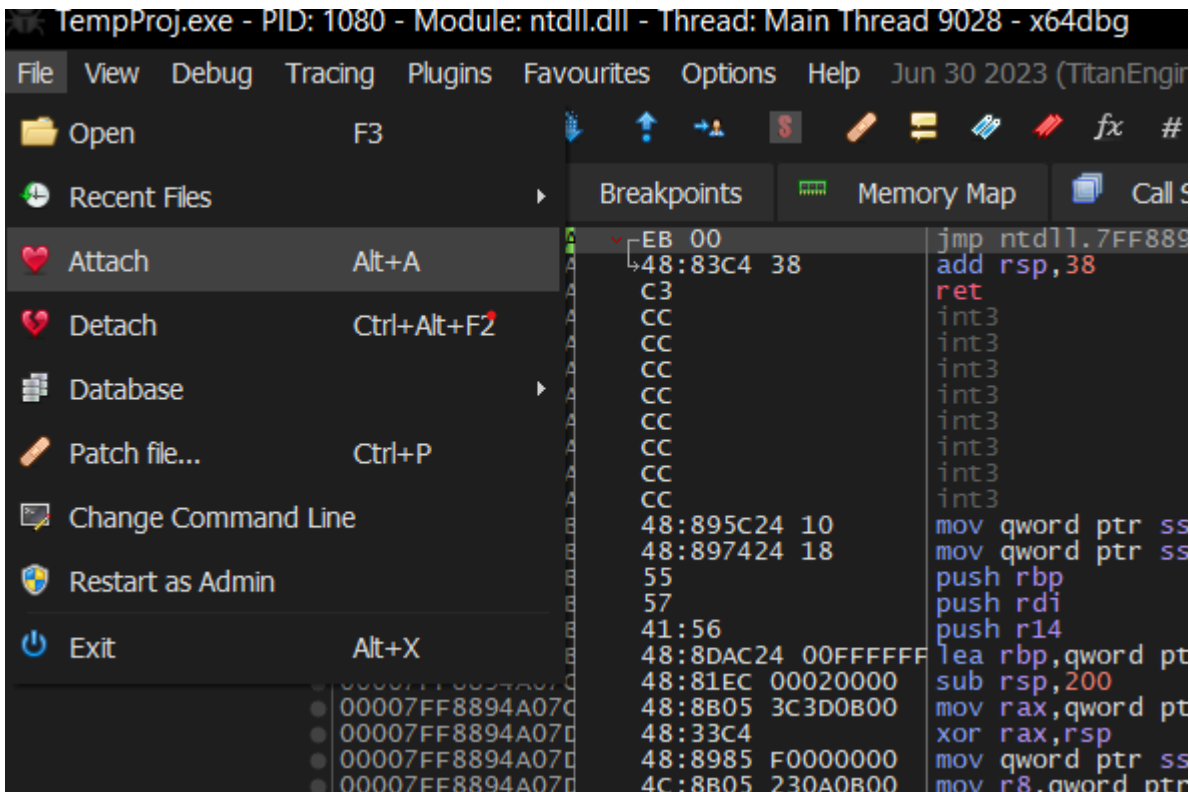 TempProj.exe - PID: 1080 - Module: ntdll.dll - Thread: Main Thread 9028 - x64dbg
File View Debug Tracing Plugins Favourites Options Help Jun 30 2023
Open F3
fx #
Recent Files
Breakpoints Memory Map Call
Attach Alt+A
Detach Ctrl+Alt+F2
Database
Patch file... Ctrl+P
Change Command Line
Restart as Admin
Exit Alt+X
EB 00 jmp ntdll.7FF889
48:83C4 38 add rsp,38
C3 ret
CC int3
CC int3
CC int3
CC int3
CC int3
CC int3
CC int3
CC int3
48:895C24 10 mov qword ptr ss
48:897424 18 mov qword ptr ss
55 push rbp
57 push rdi
41:56 push r14
48:8DAC24 00FFFFFF lea rbp,qword pt
48:81EC 00020000 sub rsp,200
00007FF8894A07C 48:8B05 3C3D0B00 mov rax,qword pt
00007FF8894A07D 48:33C4 xor rax,rsp
00007FF8894A07D 48:8985 F0000000 mov qword ptr ss
00007FF8894A07D 4C:8B05 230A0B00 mov r8,qword ptr